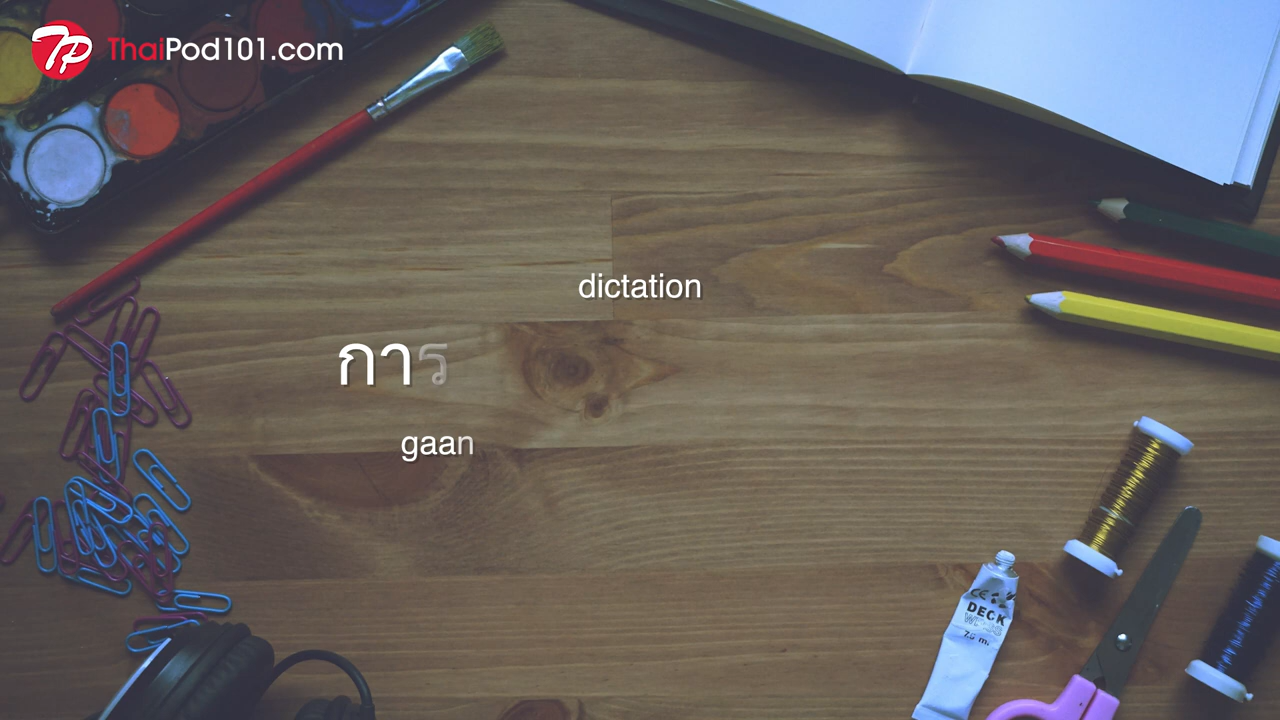 ThaiPod101.com
dictation
การ
gaan
DECK